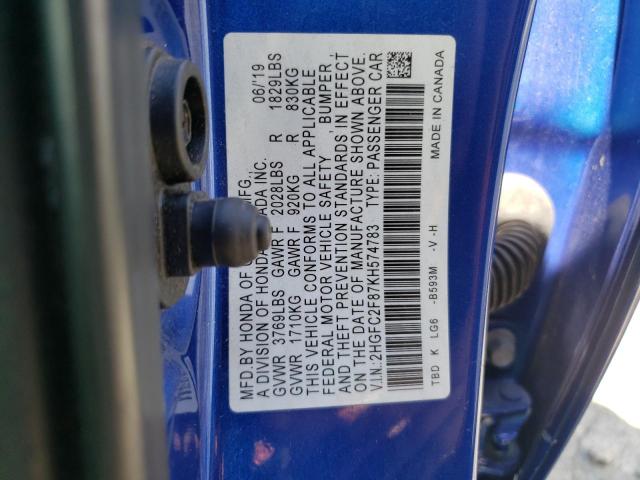 MFD.BY HONDA OF MFG.,
A DIVISION OF HONDA ADA INC. 06/19
GVWR 3769LBS GAWR F 2028LBS R 1829LBS
GVWR 1710KG GAWR F 920KG R 830KG
THIS VEHICLE CONFORMS TO ALL APPLICABLE
FEDERAL MOTOR VEHICLE SAFETY , BUMPER ,
AND THEFT PREVENTION STANDARDS IN EFFECT
ON THE DATE OF MANUFACTURE SHOWN ABOVE.
V.I.N.:2HGFC2F87KH574783 TYPE: PASSENGER CAR
TBD K LG6 -B593M -V -H MADE IN CANADA